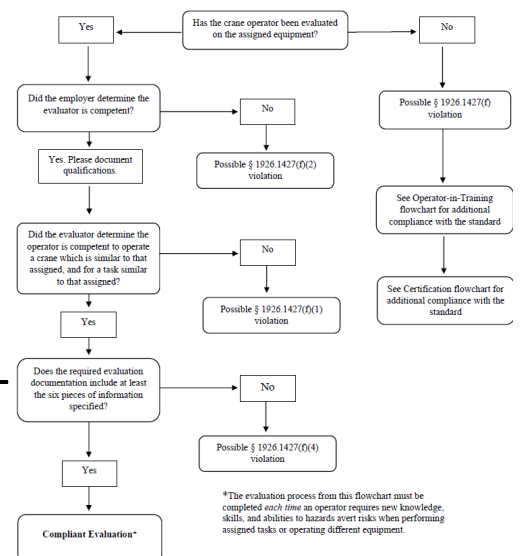 Has the crane operator been evaluated
on the assigned equipment?
Yes
No
Did the employer determine the
evaluator is competent?
No
Possible § 1926.1427(f)
violation
Yes. Please document
qualifications.
Possible § 1926.1427(f)(2)
violation
See Operator-in-Training
flowchart for additional
compliance with the standard
Did the evaluator determine the
operator is competent to operate
a crane which is similar to that
assigned, and for a task similar
to that assigned?
No
See Certification flowchart for
additional compliance with the
standard
Possible § 1926.1427(f)(1)
violation
Yes
Does the required evaluation
documentation include at least
the six pieces of information
specified?
No
Possible § 1926.1427(f)(4)
violation
Yes
Compliant Evaluation*
*The evaluation process from this flowchart must be
completed each time an operator requires new knowledge,
skills, and abilities to hazards avert risks when performing
assigned tasks or operating different equipment.